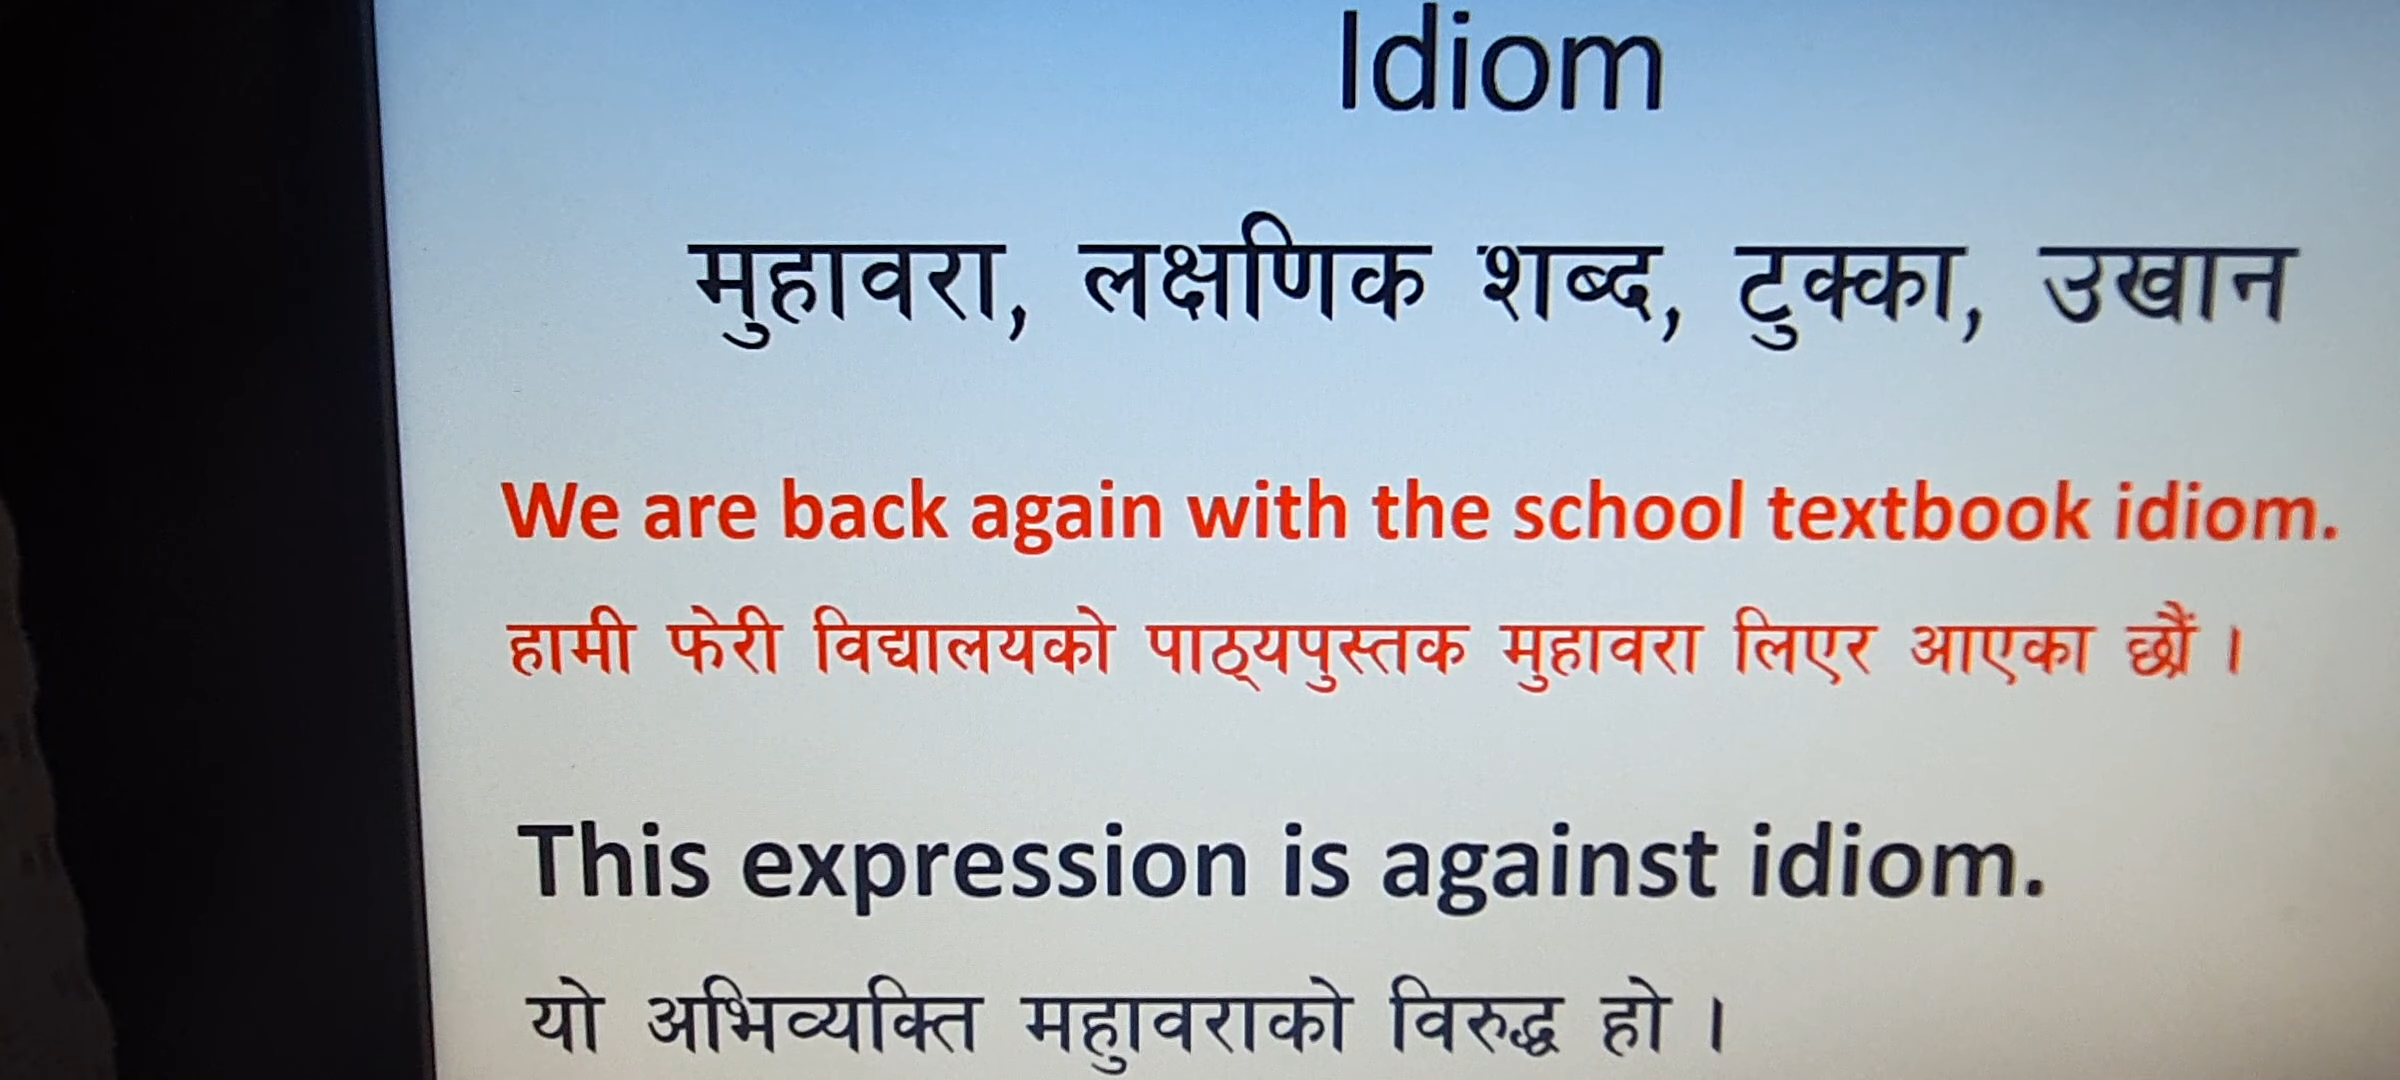 Idiom
मुहावरा, लक्षणिक शब्द, टुक्का, उखान
We are back again with the school textbook idiom.
हामी फेरी विद्यालयको पाठ्यपुस्तक मुहावरा लिएर आएका छौं ।
This expression is against idiom.
यो अभिव्यक्ति महुावराको विरुद्ध हो ।